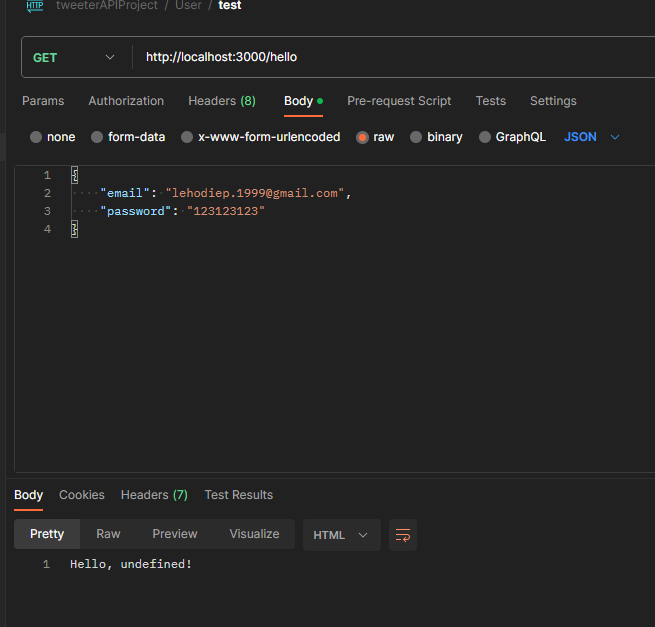 HTTP tweeterAPIProject / User / test
GET http://localhost:3000/hello
Params Authorization Headers (8) Body Pre-request Script Tests Settings
none form-data x-www-form-urlencoded raw binary GraphQL JSON
1 {
2 ····"email":·"lehodiep.1999@gmail.com",
3 ····"password":·"123123123"
4 }
Body Cookies Headers (7) Test Results
Pretty Raw Preview Visualize HTML
1 Hello, undefined!